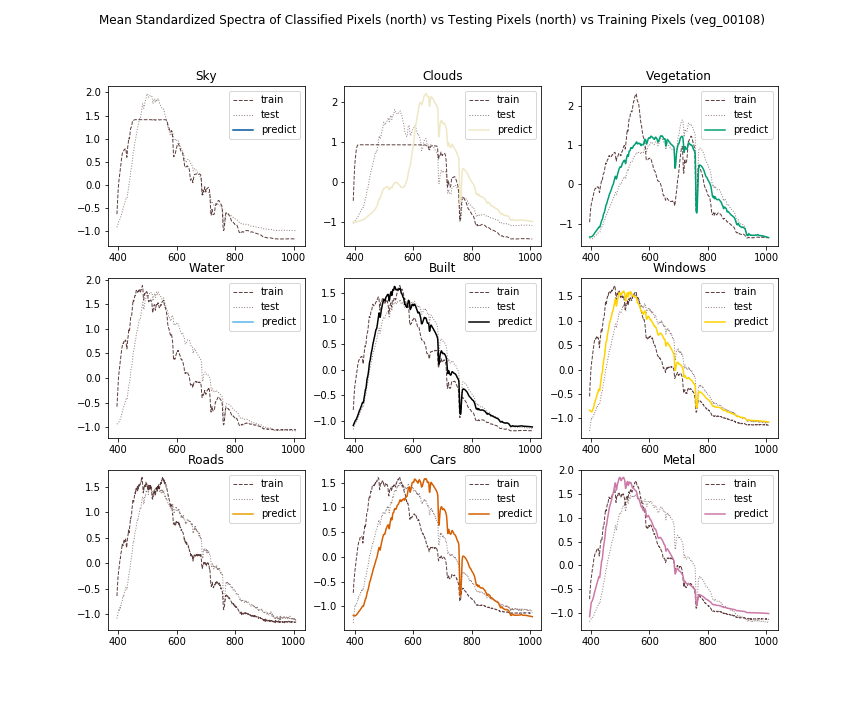 Mean Standardized Spectra of Classified Pixels (north) vs Testing Pixels (north) vs Training Pixels (veg_00108)
Sky
2.0
1.5
1.0
0.5
0.0
−0.5
−1.0
400 600 800 1000
train
test
predict
Clouds
2
1
0
−1
400 600 800 1000
train
test
predict
Vegetation
2
1
0
−1
400 600 800 1000
train
test
predict
Water
2.0
1.5
1.0
0.5
0.0
−0.5
−1.0
400 600 800 1000
train
test
predict
Built
1.5
1.0
0.5
0.0
−0.5
−1.0
400 600 800 1000
train
test
predict
Windows
1.5
1.0
0.5
0.0
−0.5
−1.0
400 600 800 1000
train
test
predict
Roads
1.5
1.0
0.5
0.0
−0.5
−1.0
400 600 800 1000
train
test
predict
Cars
1.5
1.0
0.5
0.0
−0.5
−1.0
400 600 800 1000
train
test
predict
Metal
2.0
1.5
1.0
0.5
0.0
−0.5
−1.0
400 600 800 1000
train
test
predict